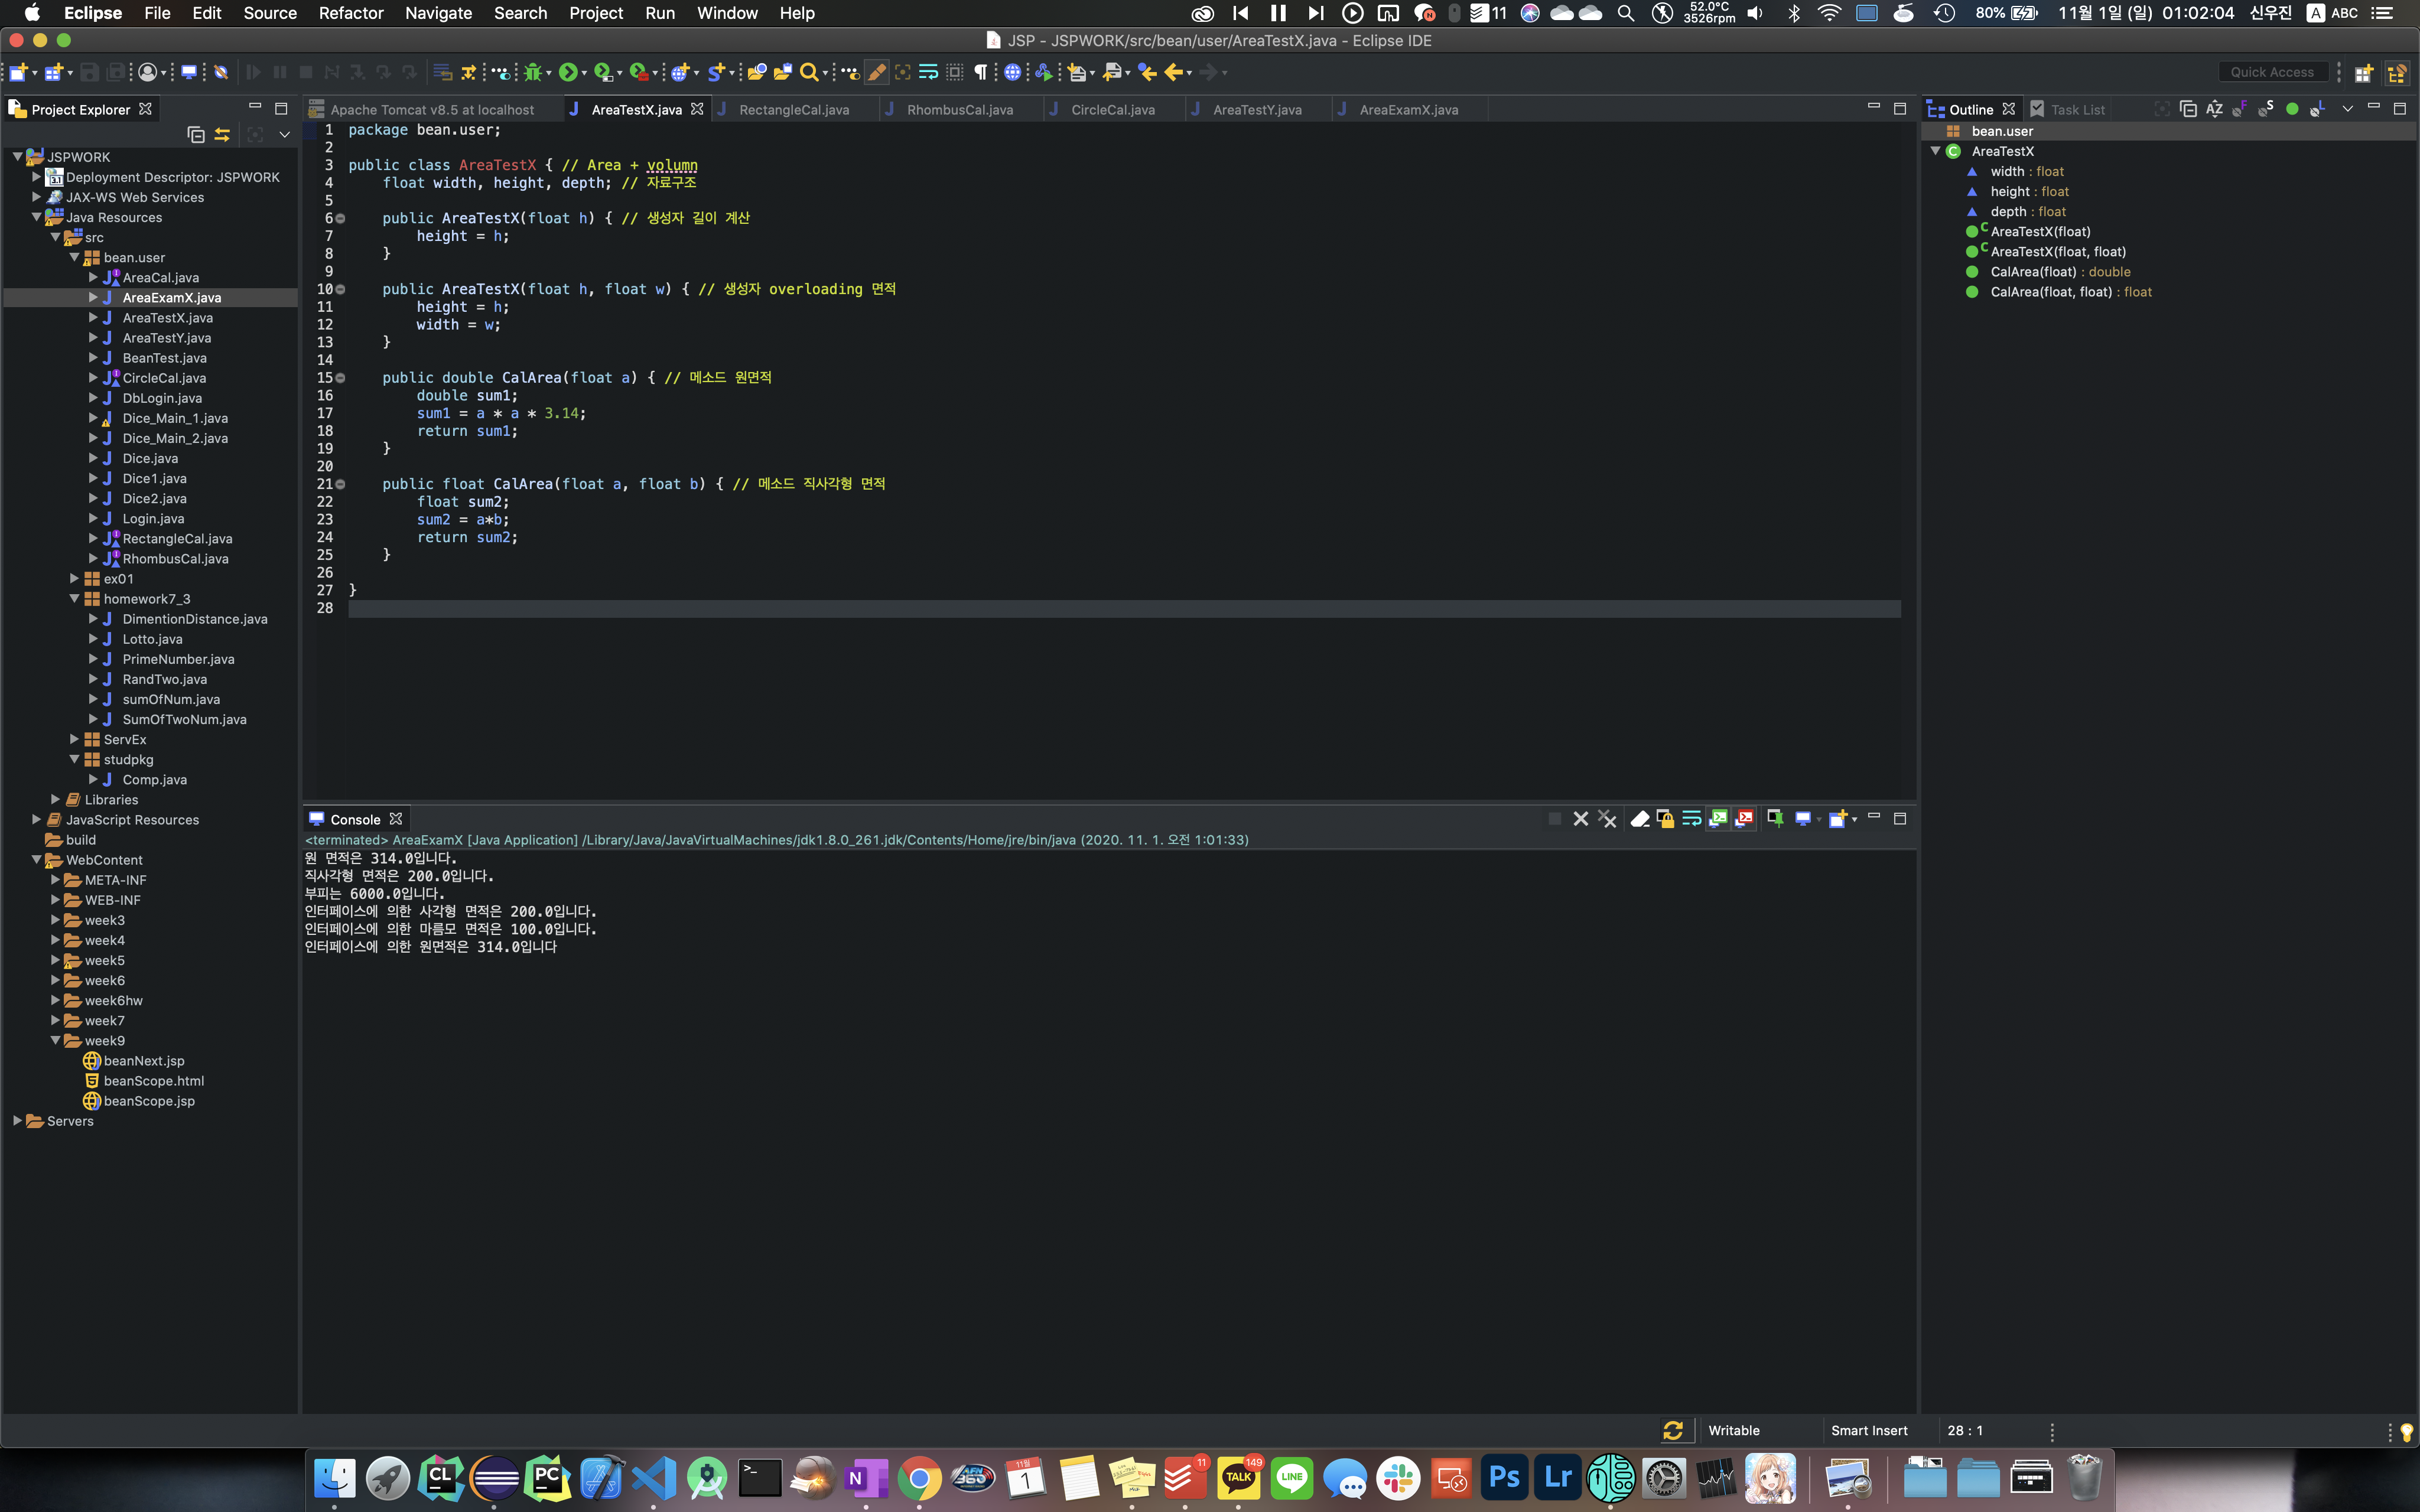 Eclipse File Edit Source Refactor Navigate Search Project Run Window Help
11 52.0°C 3526rpm 80% 11월 1일 (일) 01:02:04 신우진 A ABC
JSP - JSPWORK/src/bean/user/AreaTestX.java - Eclipse IDE
Quick Access
Project Explorer
JSPWORK
Deployment Descriptor: JSPWORK
JAX-WS Web Services
Java Resources
src
bean.user
AreaCal.java
AreaExamX.java
AreaTestX.java
AreaTestY.java
BeanTest.java
CircleCal.java
DbLogin.java
Dice_Main_1.java
Dice_Main_2.java
Dice.java
Dice1.java
Dice2.java
Login.java
RectangleCal.java
RhombusCal.java
ex01
homework7_3
DimentionDistance.java
Lotto.java
PrimeNumber.java
RandTwo.java
sumOfNum.java
SumOfTwoNum.java
ServEx
studpkg
Comp.java
Libraries
JavaScript Resources
build
WebContent
META-INF
WEB-INF
week3
week4
week5
week6
week6hw
week7
week9
beanNext.jsp
beanScope.html
beanScope.jsp
Servers
Apache Tomcat v8.5 at localhost AreaTestX.java RectangleCal.java RhombusCal.java CircleCal.java AreaTestY.java AreaExamX.java
1 package bean.user;
2
3 public class AreaTestX { // Area + volumn
4 float width, height, depth; // 자료구조
5
6 public AreaTestX(float h) { // 생성자 길이 계산
7 height = h;
8 }
9
10 public AreaTestX(float h, float w) { // 생성자 overloading 면적
11 height = h;
12 width = w;
13 }
14
15 public double CalArea(float a) { // 메소드 원면적
16 double sum1;
17 sum1 = a * a * 3.14;
18 return sum1;
19 }
20
21 public float CalArea(float a, float b) { // 메소드 직사각형 면적
22 float sum2;
23 sum2 = a*b;
24 return sum2;
25 }
26
27 }
28
Console
<terminated> AreaExamX [Java Application] /Library/Java/JavaVirtualMachines/jdk1.8.0_261.jdk/Contents/Home/jre/bin/java (2020. 11. 1. 오전 1:01:33)
원 면적은 314.0입니다.
직사각형 면적은 200.0입니다.
부피는 6000.0입니다.
인터페이스에 의한 사각형 면적은 200.0입니다.
인터페이스에 의한 마름모 면적은 100.0입니다.
인터페이스에 의한 원면적은 314.0입니다
Outline Task List
bean.user
AreaTestX
width : float
height : float
depth : float
AreaTestX(float)
AreaTestX(float, float)
CalArea(float) : double
CalArea(float, float) : float
Writable Smart Insert 28 : 1
CL PC N 11월 1 11 TALK 149 LINE Ps Lr